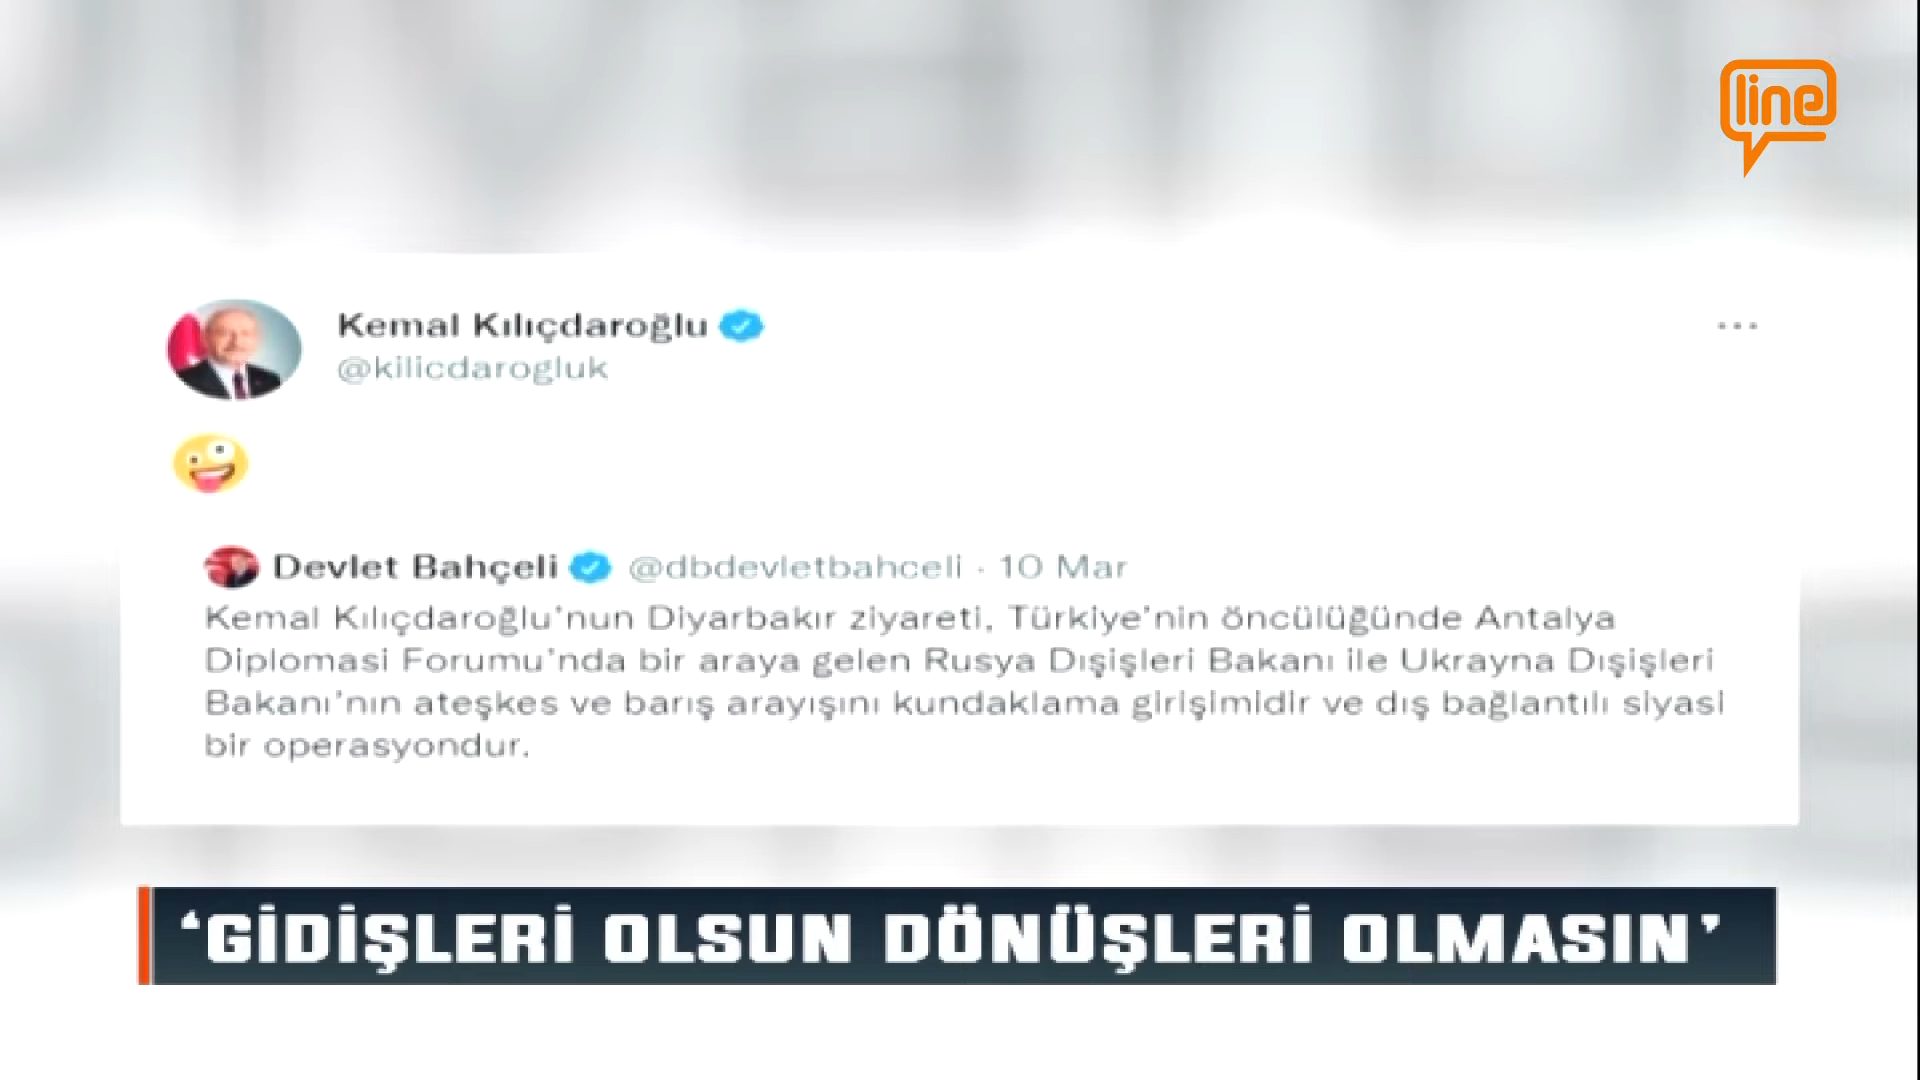 line
Kemal Kılıçdaroğlu
@kilicdarogluk
Devlet Bahçeli @dbdevletbahceli · 10 Mar
Kemal Kılıçdaroğlu'nun Diyarbakır ziyareti, Türkiye'nin öncülüğünde Antalya
Diplomasi Forumu'nda bir araya gelen Rusya Dışişleri Bakanı ile Ukrayna Dışişleri
Bakanı'nın ateşkes ve barış arayışını kundaklama girişimidir ve dış bağlantılı siyasi
bir operasyondur.
‘GİDİŞLERİ OLSUN DÖNÜŞLERİ OLMASIN’